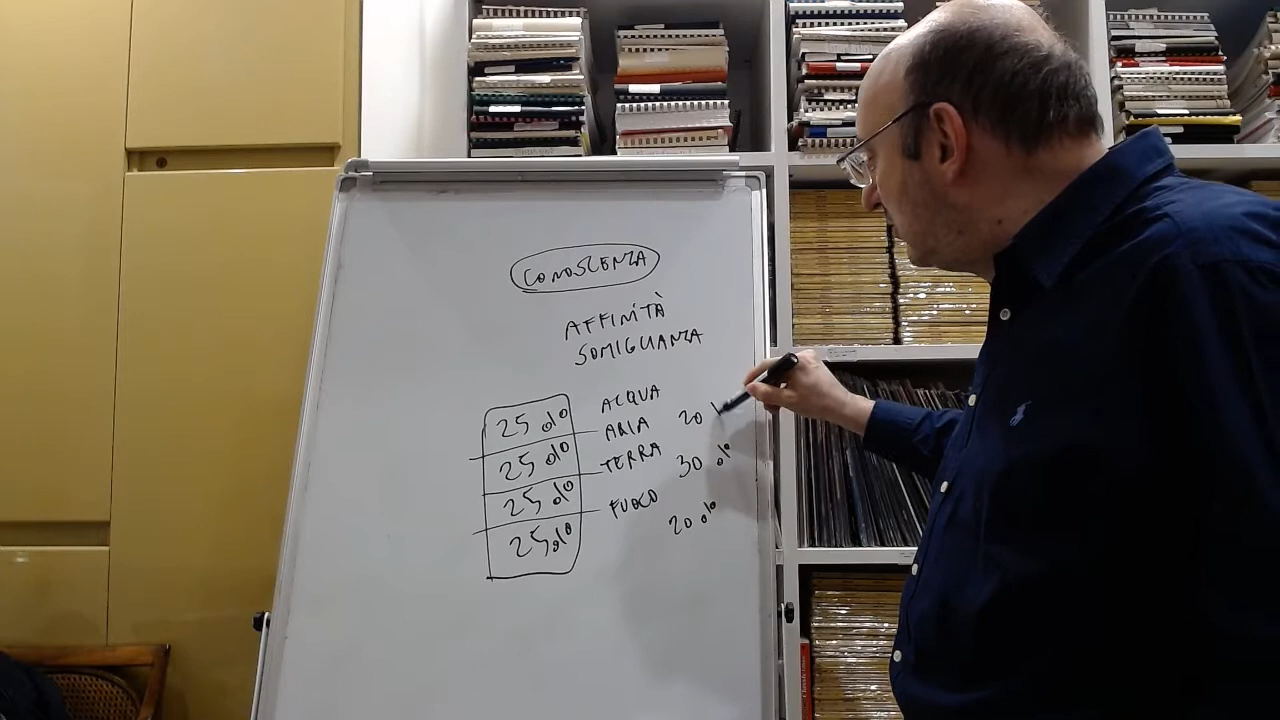 CONOSCENZA
AFFINITÀ
SOMIGLIANZA
25 % ACQUA
25 % ARIA 20
25 % TERRA 30 %
25 % FUOCO 20 %